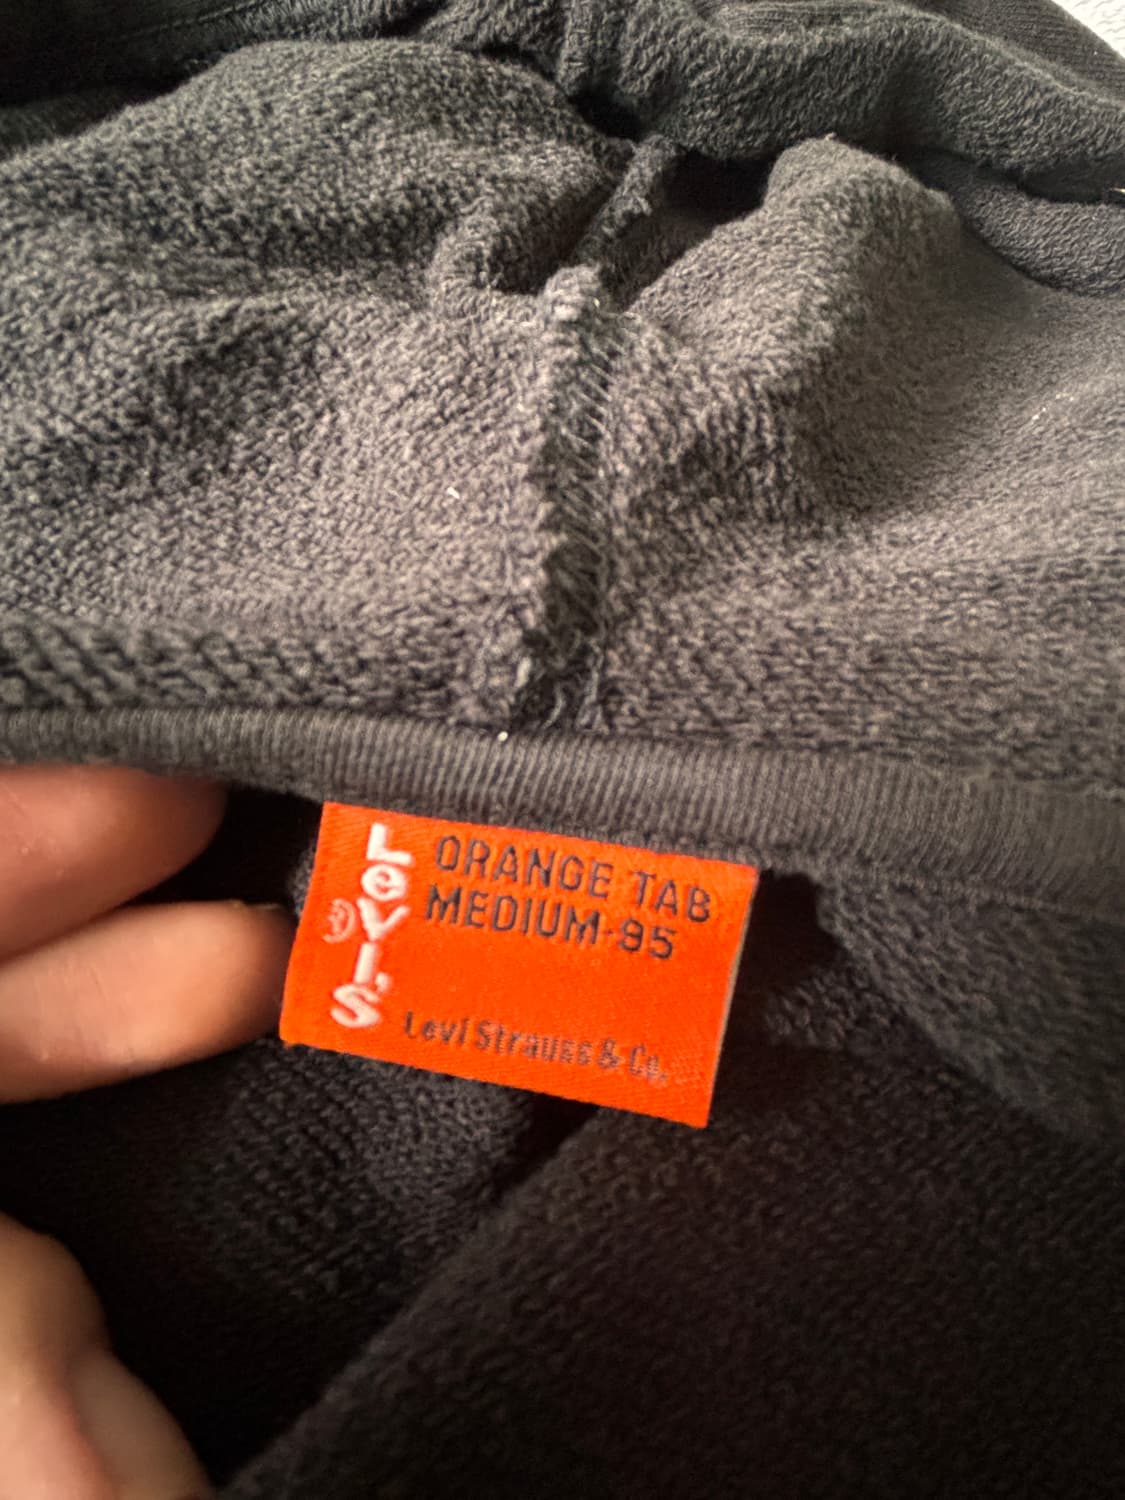 LeVI'S
ORANGE TAB
MEDIUM-95
Levi Strauss & Co.